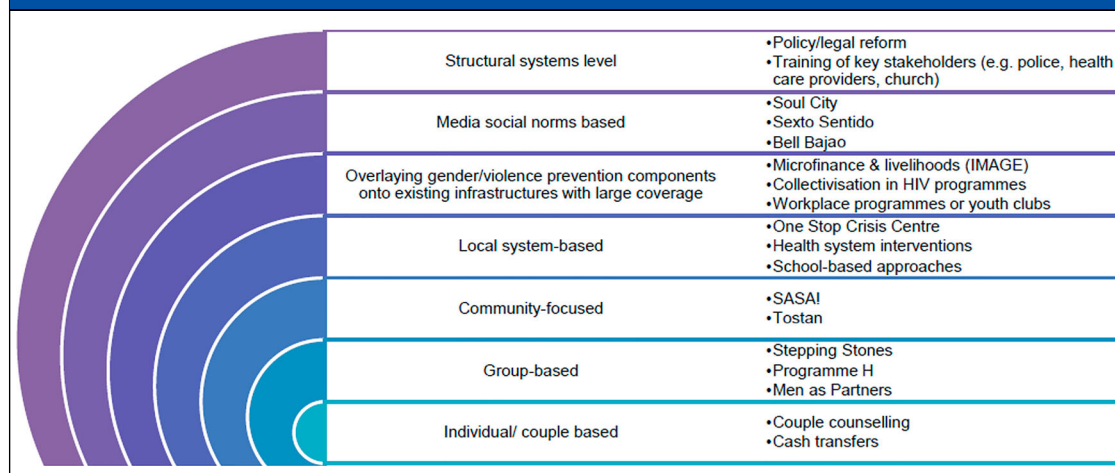 Structural systems level
•Policy/legal reform
•Training of key stakeholders (e.g. police, health
care providers, church)
Media social norms based
•Soul City
•Sexto Sentido
•Bell Bajao
Overlaying gender/violence prevention components
onto existing infrastructures with large coverage
•Microfinance & livelihoods (IMAGE)
•Collectivisation in HIV programmes
•Workplace programmes or youth clubs
Local system-based
•One Stop Crisis Centre
•Health system interventions
•School-based approaches
Community-focused
•SASA!
•Tostan
Group-based
•Stepping Stones
•Programme H
•Men as Partners
Individual/ couple based
•Couple counselling
•Cash transfers